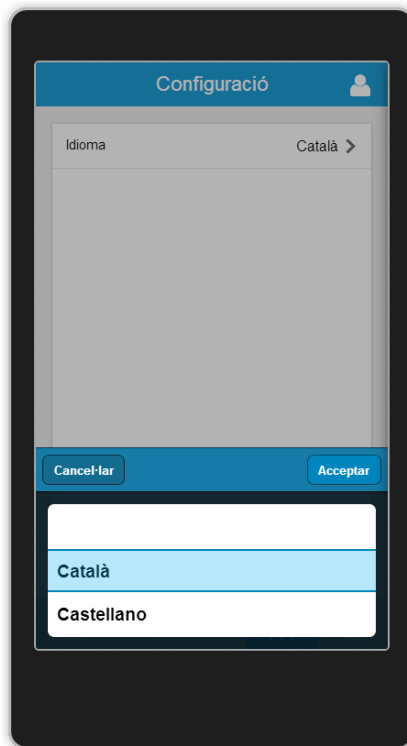 Configuració
Idioma Català
Cancel·lar Acceptar
Català
Castellano